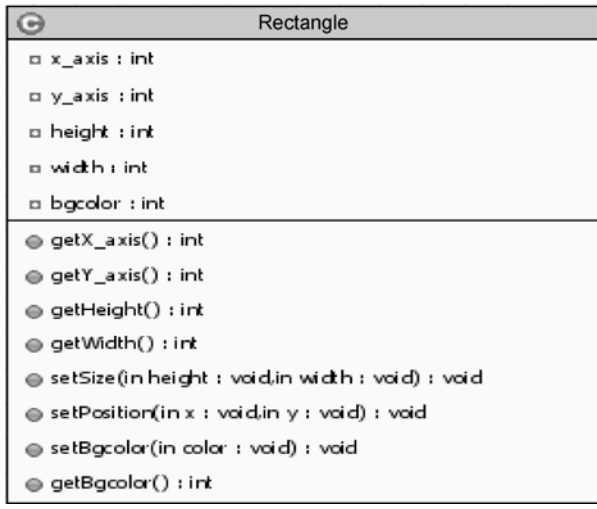 C Rectangle
x_axis : int
y_axis : int
height : int
width : int
bgcolor : int
getX_axis() : int
getY_axis() : int
getHeight() : int
getWidth() : int
setSize(in height : void,in width : void) : void
setPosition(in x : void,in y : void) : void
setBgcolor(in color : void) : void
getBgcolor() : int